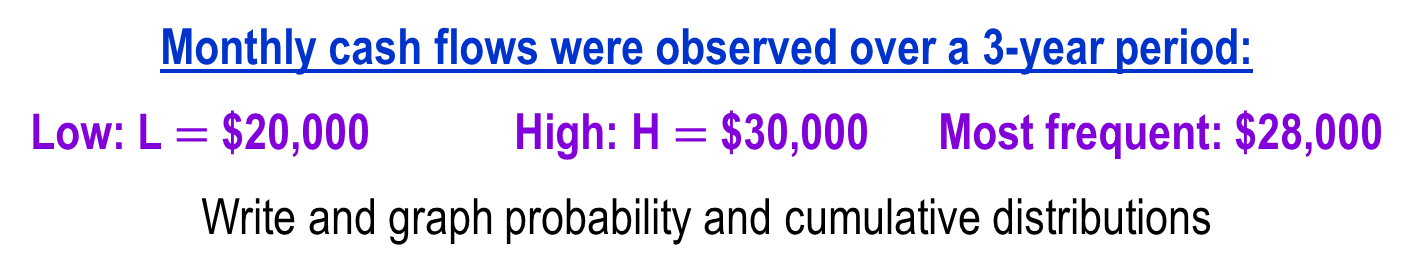 Monthly cash flows were observed over a 3-year period:
Low: L = $20,000 High: H = $30,000 Most frequent: $28,000
Write and graph probability and cumulative distributions